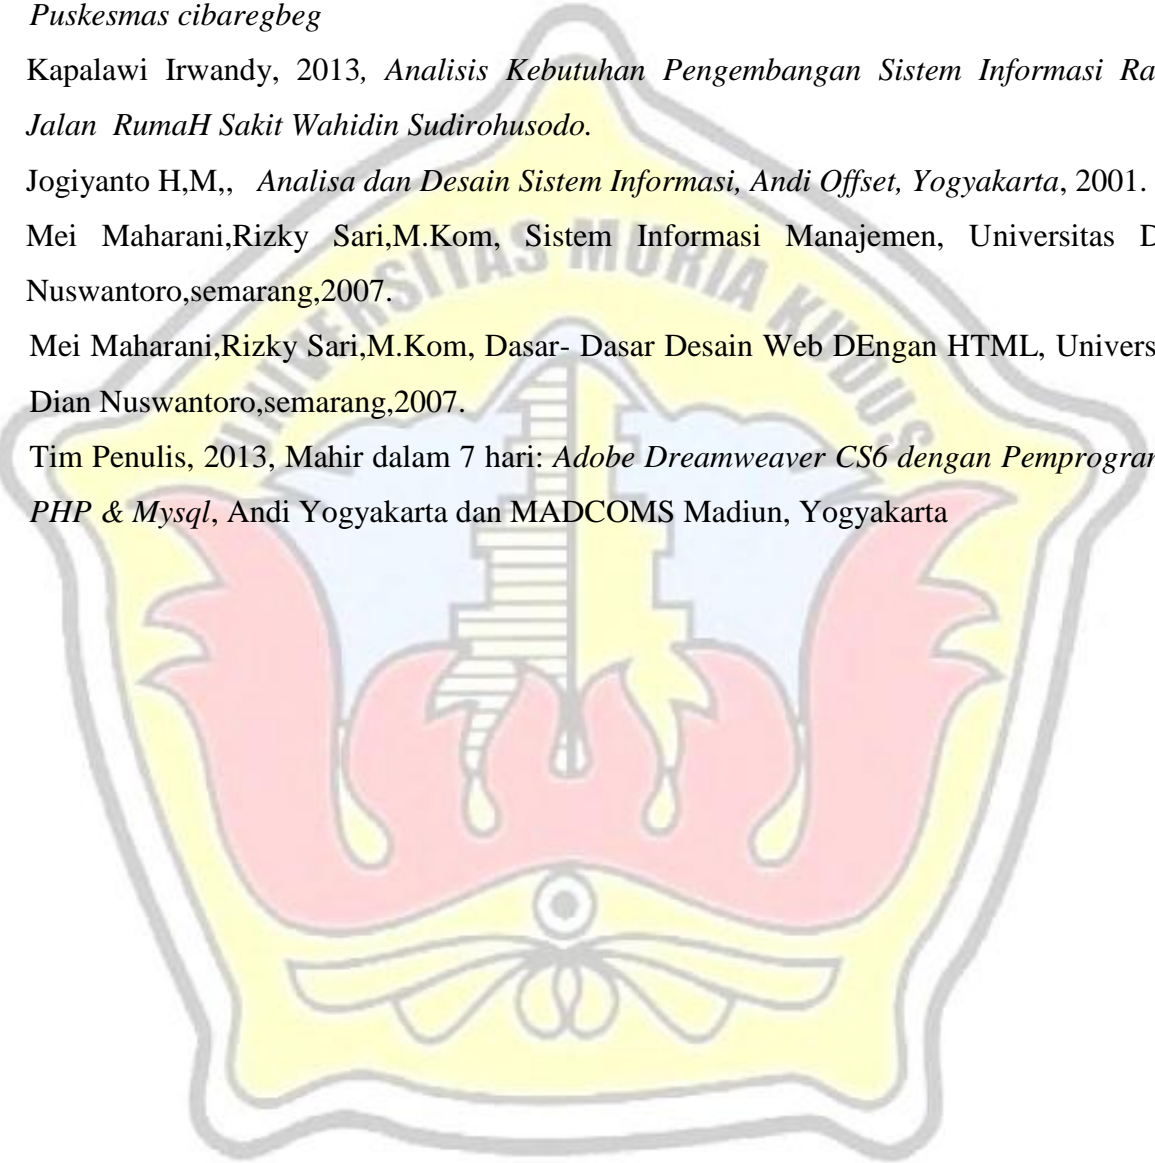 Puskesmas cibaregbeg
Kapalawi Irwandy, 2013, Analisis Kebutuhan Pengembangan Sistem Informasi Ra
Jalan RumaH Sakit Wahidin Sudirohusodo.
Jogiyanto H,M,, Analisa dan Desain Sistem Informasi, Andi Offset, Yogyakarta, 2001.
Mei Maharani,Rizky Sari,M.Kom, Sistem Informasi Manajemen, Universitas D
Nuswantoro,semarang,2007.
Mei Maharani,Rizky Sari,M.Kom, Dasar- Dasar Desain Web DEngan HTML, Univers
Dian Nuswantoro,semarang,2007.
Tim Penulis, 2013, Mahir dalam 7 hari: Adobe Dreamweaver CS6 dengan Pemprogran
PHP & Mysql, Andi Yogyakarta dan MADCOMS Madiun, Yogyakarta
UNIVERSITAS MURIA KUDUS